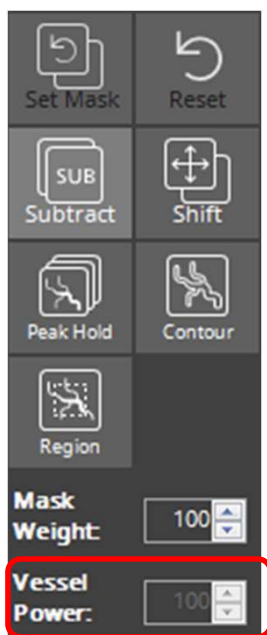 Set Mask Reset
SUB
Subtract Shift
Peak Hold Contour
Region
Mask
Weight: 100
Vessel
Power: 100